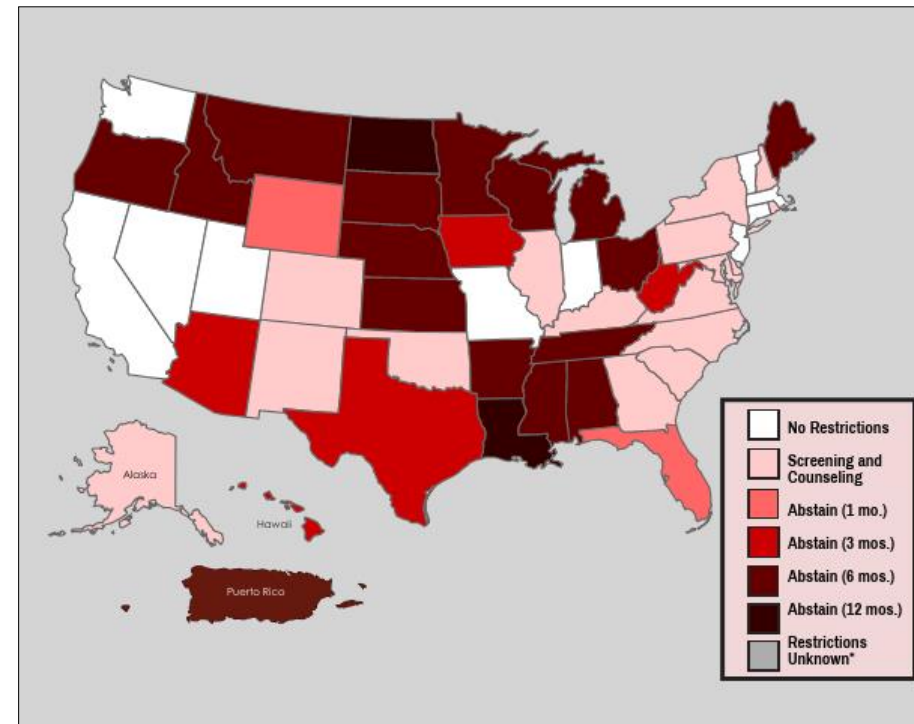 Alaska
Hawaii
Puerto Rico
No Restrictions
Screening and
Counseling
Abstain (1 mo.)
Abstain (3 mos.)
Abstain (6 mos.)
Abstain (12 mos.)
Restrictions
Unknown*